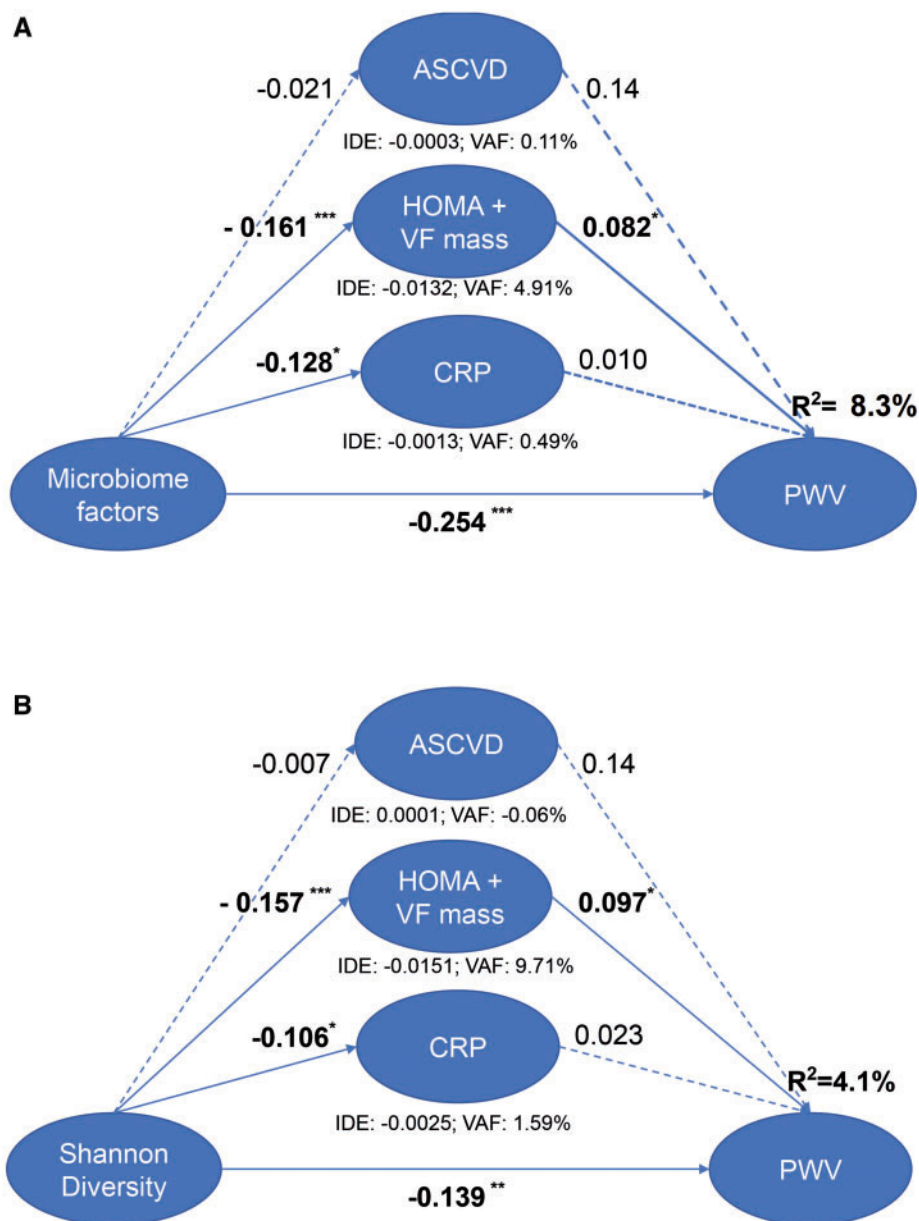 A
ASCVD
-0.021
0.14
IDE: -0.0003; VAF: 0.11%
HOMA +
VF mass
- 0.161 ***
0.082*
IDE: -0.0132; VAF: 4.91%
-0.128*
CRP
0.010
R²= 8.3%
IDE: -0.0013; VAF: 0.49%
Microbiome
factors
PWV
-0.254 ***
B
ASCVD
-0.007
0.14
IDE: 0.0001; VAF: -0.06%
HOMA +
VF mass
- 0.157 ***
0.097*
IDE: -0.0151; VAF: 9.71%
-0.106*
CRP
0.023
R²=4.1%
IDE: -0.0025; VAF: 1.59%
Shannon
Diversity
PWV
-0.139 **